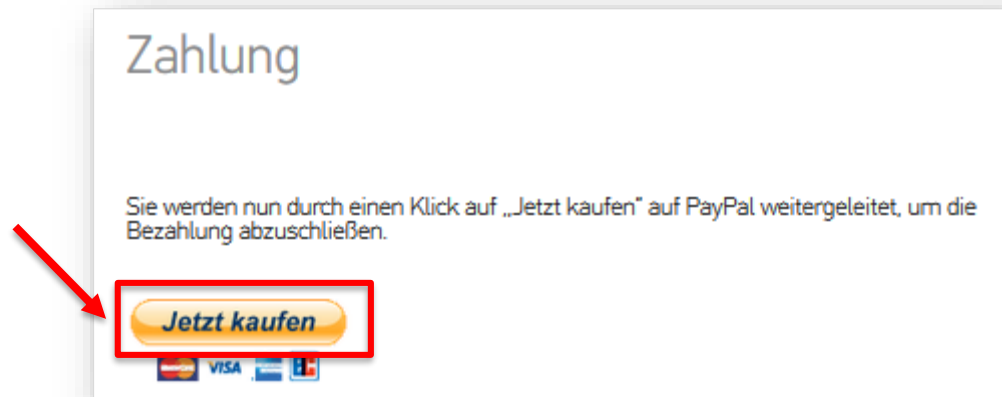 Zahlung
Sie werden nun durch einen Klick auf „Jetzt kaufen“ auf PayPal weitergeleitet, um die
Bezahlung abzuschließen.
Jetzt kaufen
VISA